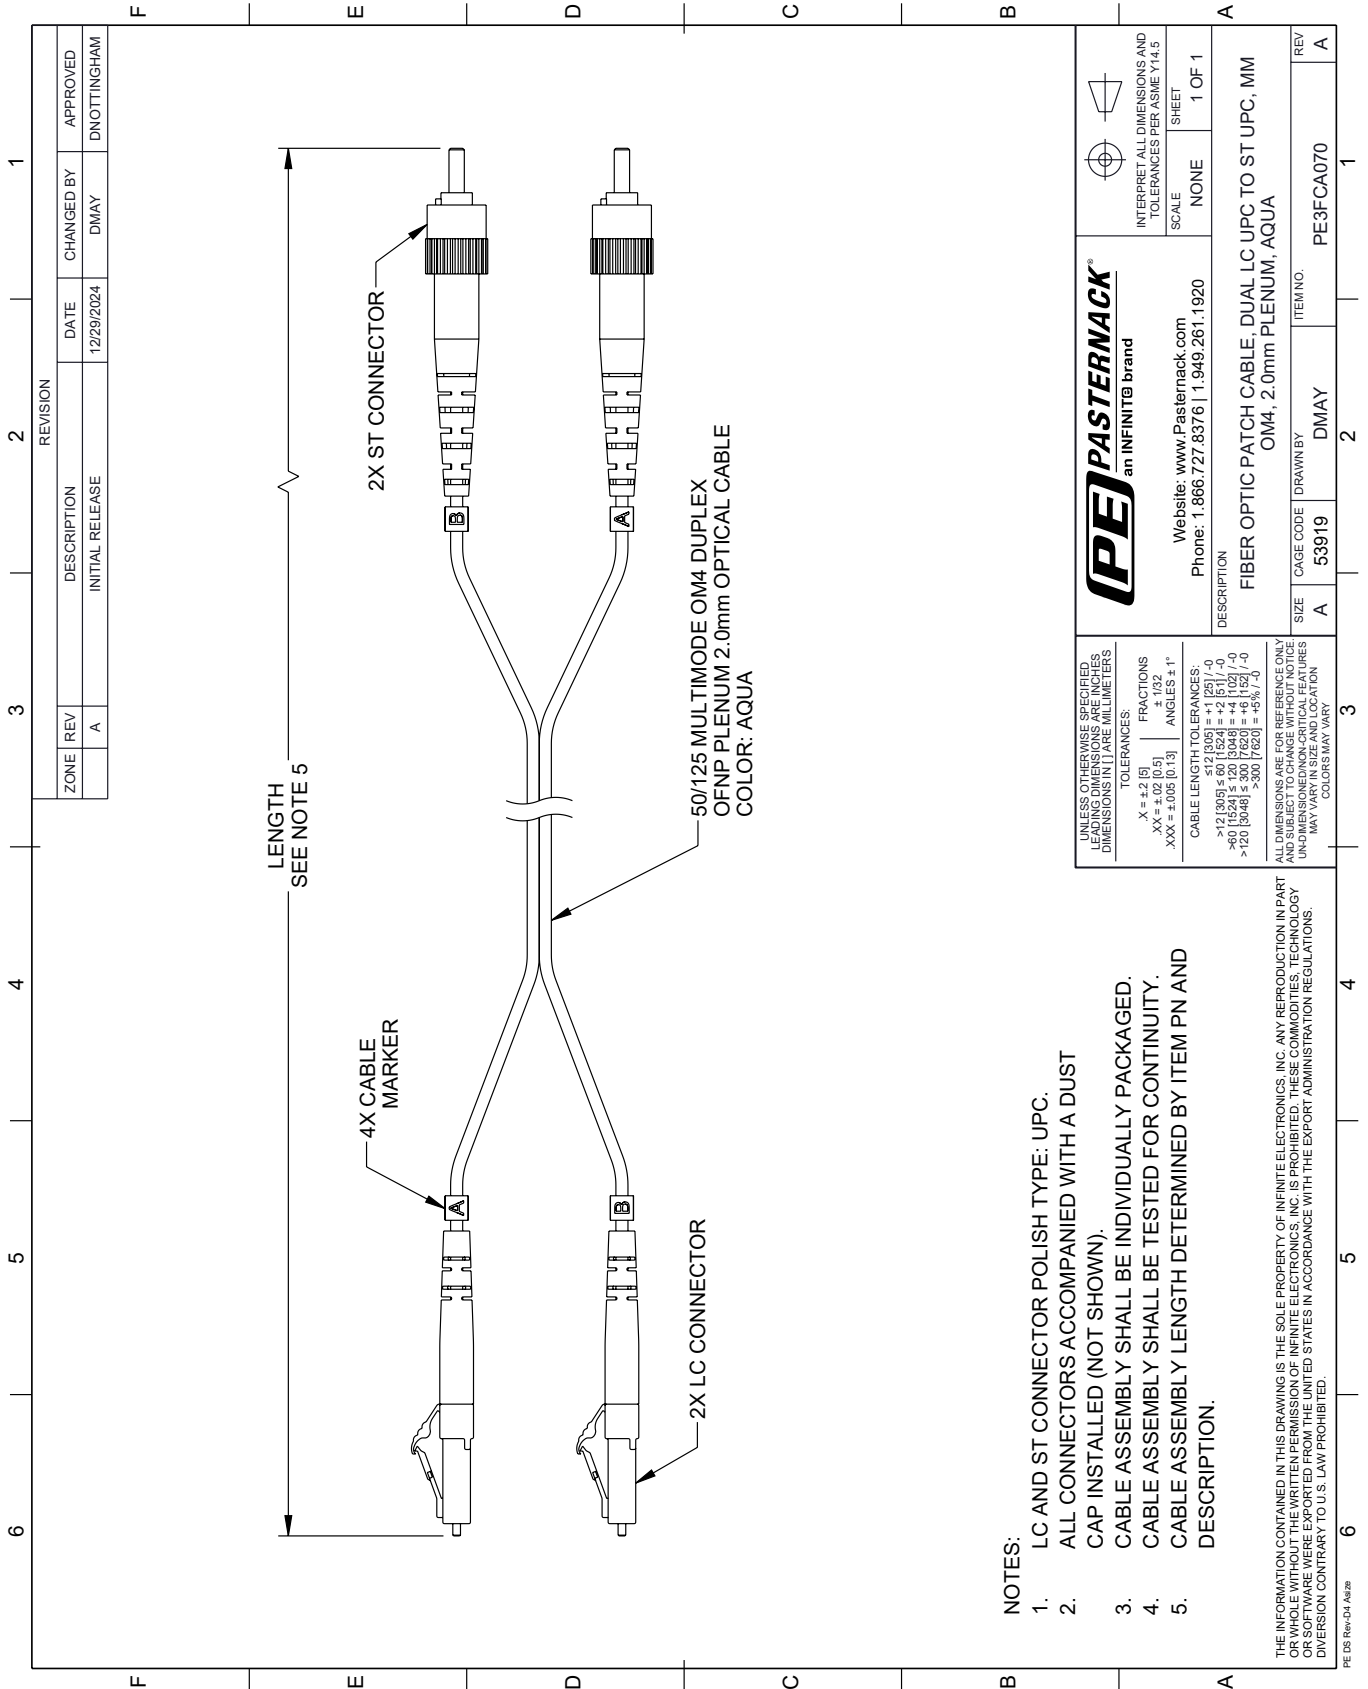 6
5
4
3
2
1
F
E
D
C
B
A
REVISION
ZONE REV DESCRIPTION DATE CHANGED BY APPROVED
A INITIAL RELEASE 12/29/2024 DMAY DNOTTINGHAM
LENGTH
SEE NOTE 5
4X CABLE
MARKER
2X ST CONNECTOR
A
B
B
A
2X LC CONNECTOR
50/125 MULTIMODE OM4 DUPLEX
OFNP PLENUM 2.0mm OPTICAL CABLE
COLOR: AQUA
NOTES:
1. LC AND ST CONNECTOR POLISH TYPE: UPC.
2. ALL CONNECTORS ACCOMPANIED WITH A DUST
CAP INSTALLED (NOT SHOWN).
3. CABLE ASSEMBLY SHALL BE INDIVIDUALLY PACKAGED.
4. CABLE ASSEMBLY SHALL BE TESTED FOR CONTINUITY.
5. CABLE ASSEMBLY LENGTH DETERMINED BY ITEM PN AND
DESCRIPTION.
THE INFORMATION CONTAINED IN THIS DRAWING IS THE SOLE PROPERTY OF INFINITE ELECTRONICS, INC. ANY REPRODUCTION IN PART
OR WHOLE WITHOUT THE WRITTEN PERMISSION OF INFINITE ELECTRONICS, INC. IS PROHIBITED. THESE COMMODITIES, TECHNOLOGY
OR SOFTWARE WERE EXPORTED FROM THE UNITED STATES IN ACCORDANCE WITH THE EXPORT ADMINISTRATION REGULATIONS.
DIVERSION CONTRARY TO U.S. LAW PROHIBITED.
UNLESS OTHERWISE SPECIFIED
LEADING DIMENSIONS ARE INCHES
DIMENSIONS IN [ ] ARE MILLIMETERS
TOLERANCES:
.X = ±.2 [5] FRACTIONS
.XX = ±.02 [0.5] ± 1/32
.XXX = ±.005 [0.13] ANGLES ± 1°
CABLE LENGTH TOLERANCES:
≤12 [305] = +1 [25] / -0
>12 [305] ≤ 60 [1524] = +2 [51] / -0
>60 [1524] ≤ 120 [3048] = +4 [102] / -0
>120 [3048] ≤ 300 [7620] = +6 [152] / -0
>300 [7620] = +5% / -0
ALL DIMENSIONS ARE FOR REFERENCE ONLY
AND SUBJECT TO CHANGE WITHOUT NOTICE.
UN-DIMENSIONED/NON-CRITICAL FEATURES
MAY VARY IN SIZE AND LOCATION
COLORS MAY VARY
PE PASTERNACK®
an INFINIT@ brand
Website: www.Pasternack.com
Phone: 1.866.727.8376 | 1.949.261.1920
INTERPRET ALL DIMENSIONS AND
TOLERANCES PER ASME Y14.5
SCALE SHEET
NONE 1 OF 1
DESCRIPTION
FIBER OPTIC PATCH CABLE, DUAL LC UPC TO ST UPC, MM
OM4, 2.0mm PLENUM, AQUA
SIZE CAGE CODE DRAWN BY ITEM NO. REV
A 53919 DMAY PE3FCA070 A
F
E
D
C
B
A
PE DS Rev-D4 Asize
6
5
4
3
2
1